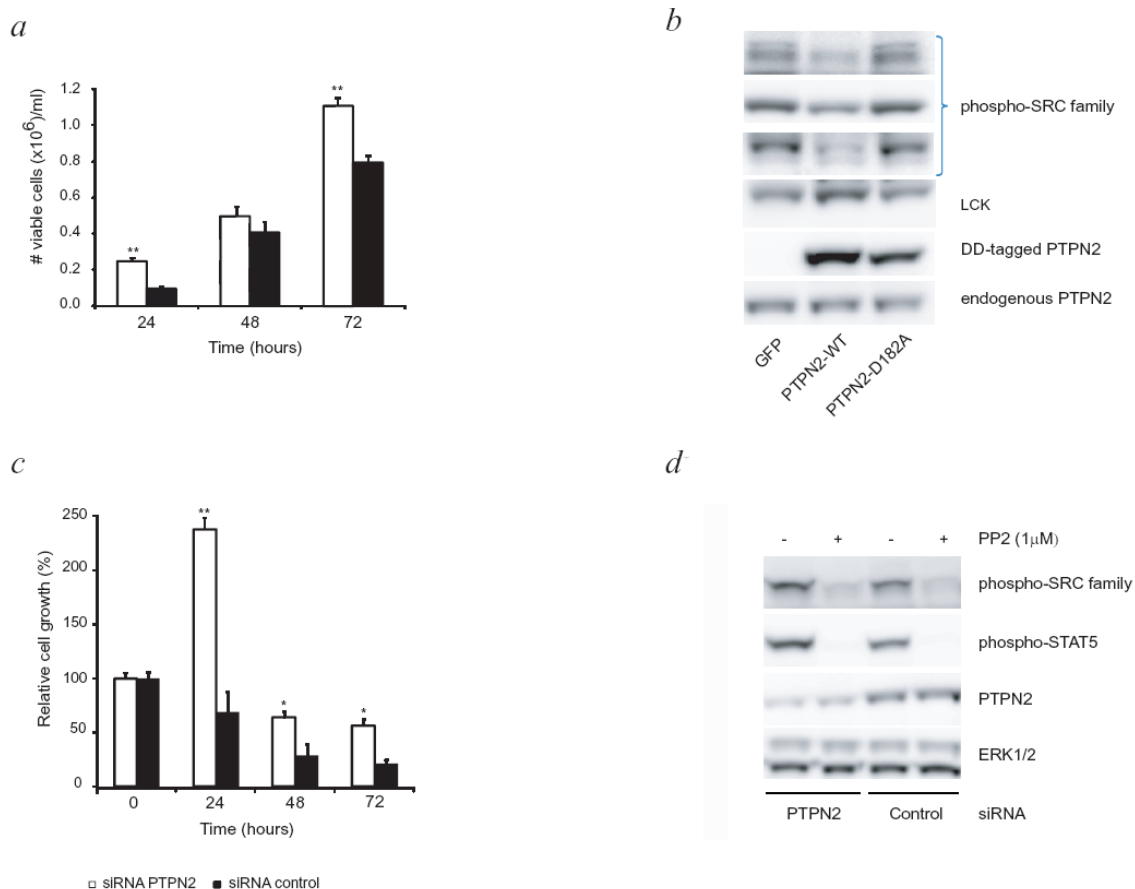 a
# viable cells (x10⁶)/ml
1.2
1.0
0.8
0.6
0.4
0.2
0.0
**
**
24 48 72
Time (hours)
b
phospho-SRC family
LCK
DD-tagged PTPN2
endogenous PTPN2
GFP
PTPN2-WT
PTPN2-D182A
c
Relative cell growth (%)
250
200
150
100
50
0
**
*
*
0 24 48 72
Time (hours)
siRNA PTPN2 siRNA control
d
- + - + PP2 (1μM)
phospho-SRC family
phospho-STAT5
PTPN2
ERK1/2
PTPN2 Control siRNA